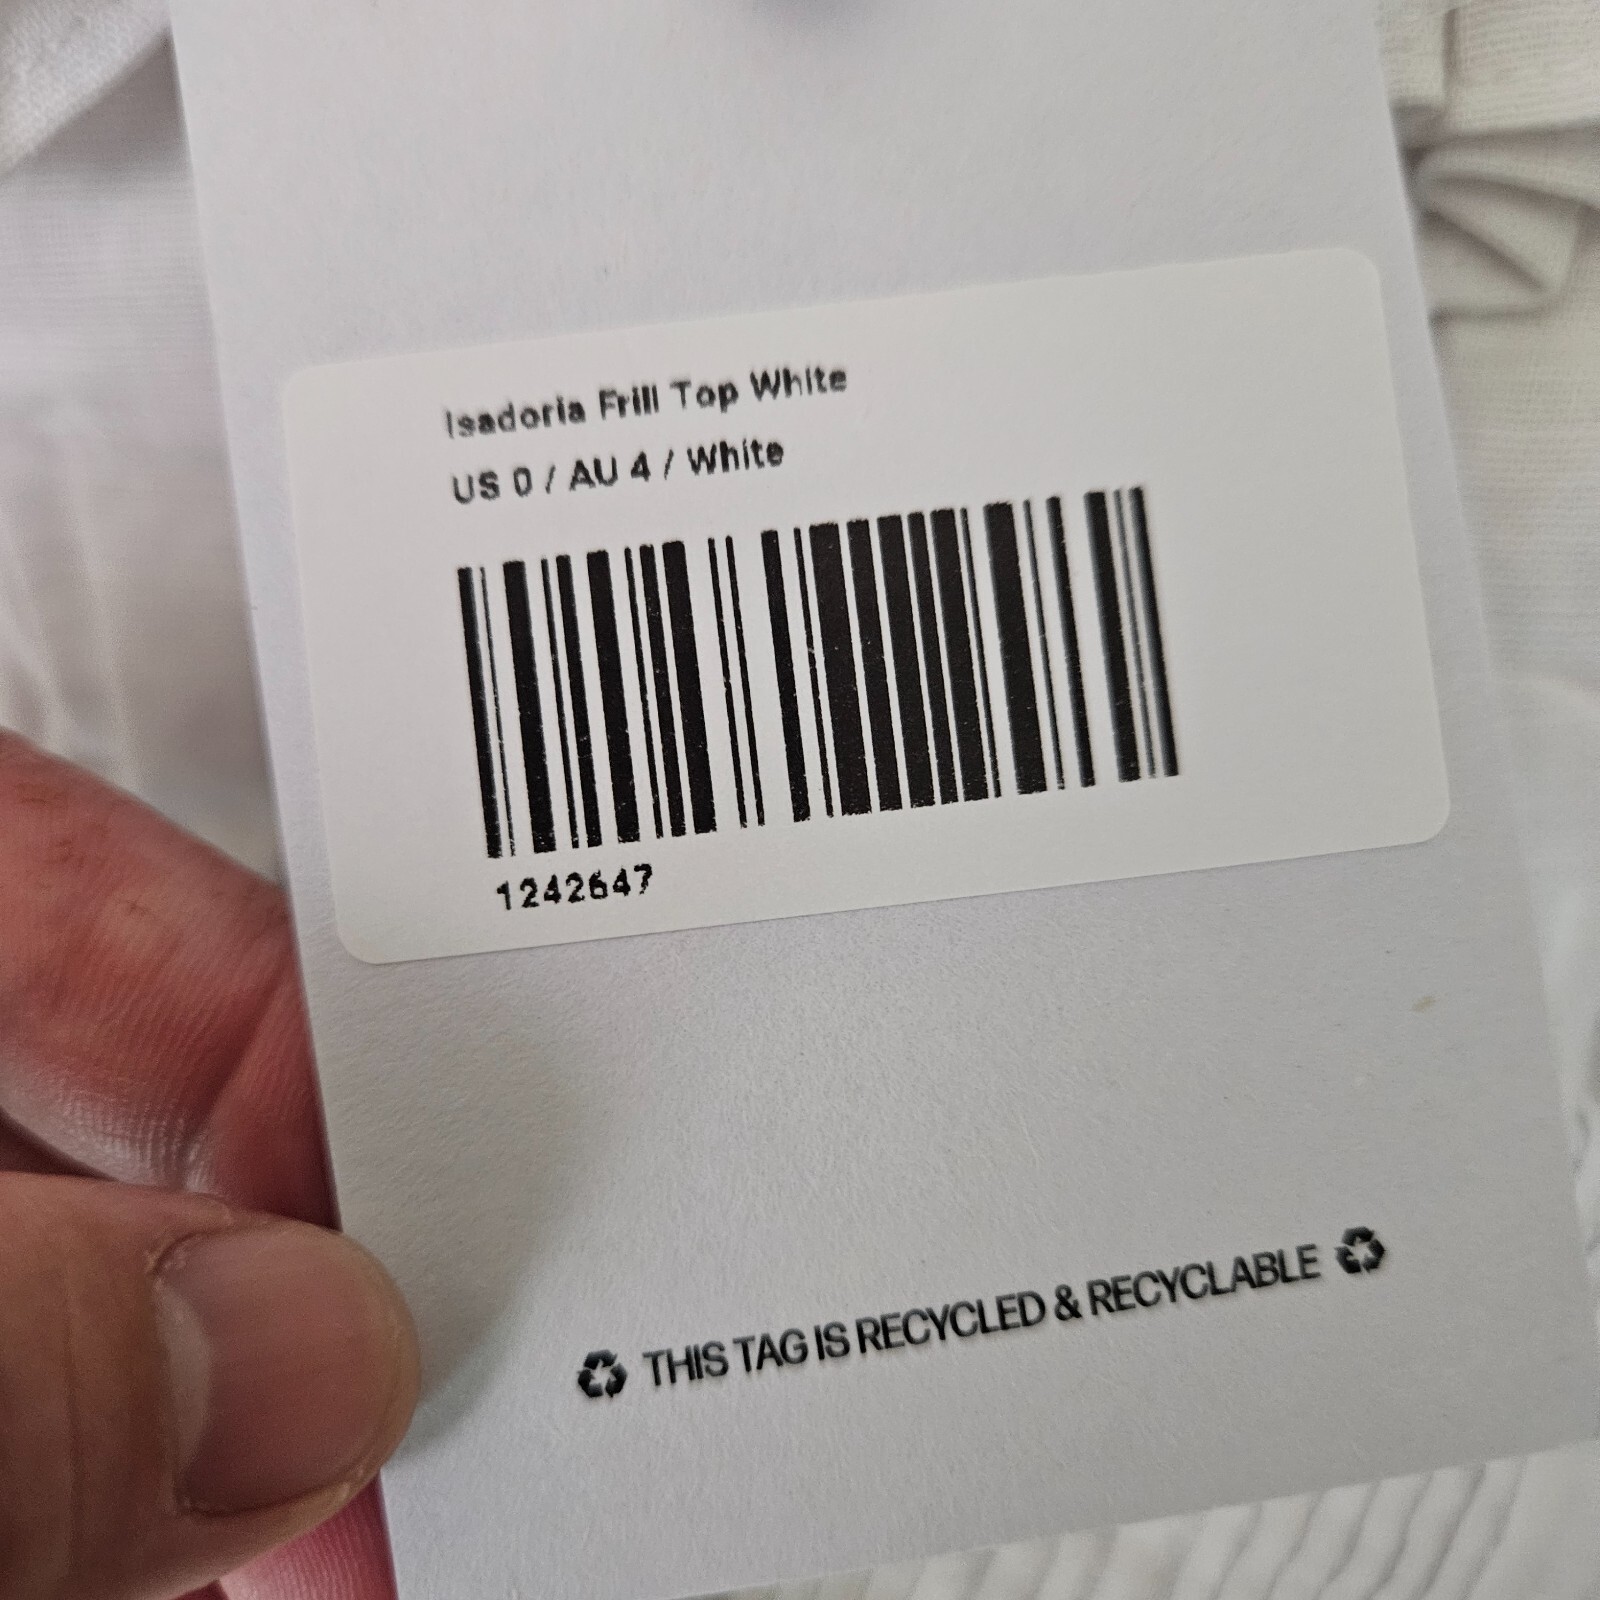 Isadoria Frill Top White
US 0 / AU 4 / White
1242647
THIS TAG IS RECYCLED & RECYCLABLE